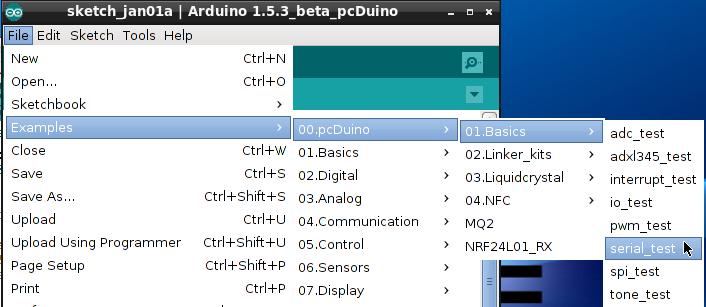 sketch_jan01a | Arduino 1.5.3_beta_pcDuino
File Edit Sketch Tools Help
New Ctrl+N
Open... Ctrl+O
Sketchbook
Examples
Close Ctrl+W
Save Ctrl+S
Save As... Ctrl+Shift+S
Upload Ctrl+U
Upload Using Programmer Ctrl+Shift+U
Page Setup Ctrl+Shift+P
Print Ctrl+P
00.pcDuino
01.Basics
02.Digital
03.Analog
04.Communication
05.Control
06.Sensors
07.Display
01.Basics
02.Linker_kits
03.Liquidcrystal
04.NFC
MQ2
NRF24L01_RX
adc_test
adxl345_test
interrupt_test
io_test
pwm_test
serial_test
spi_test
tone_test